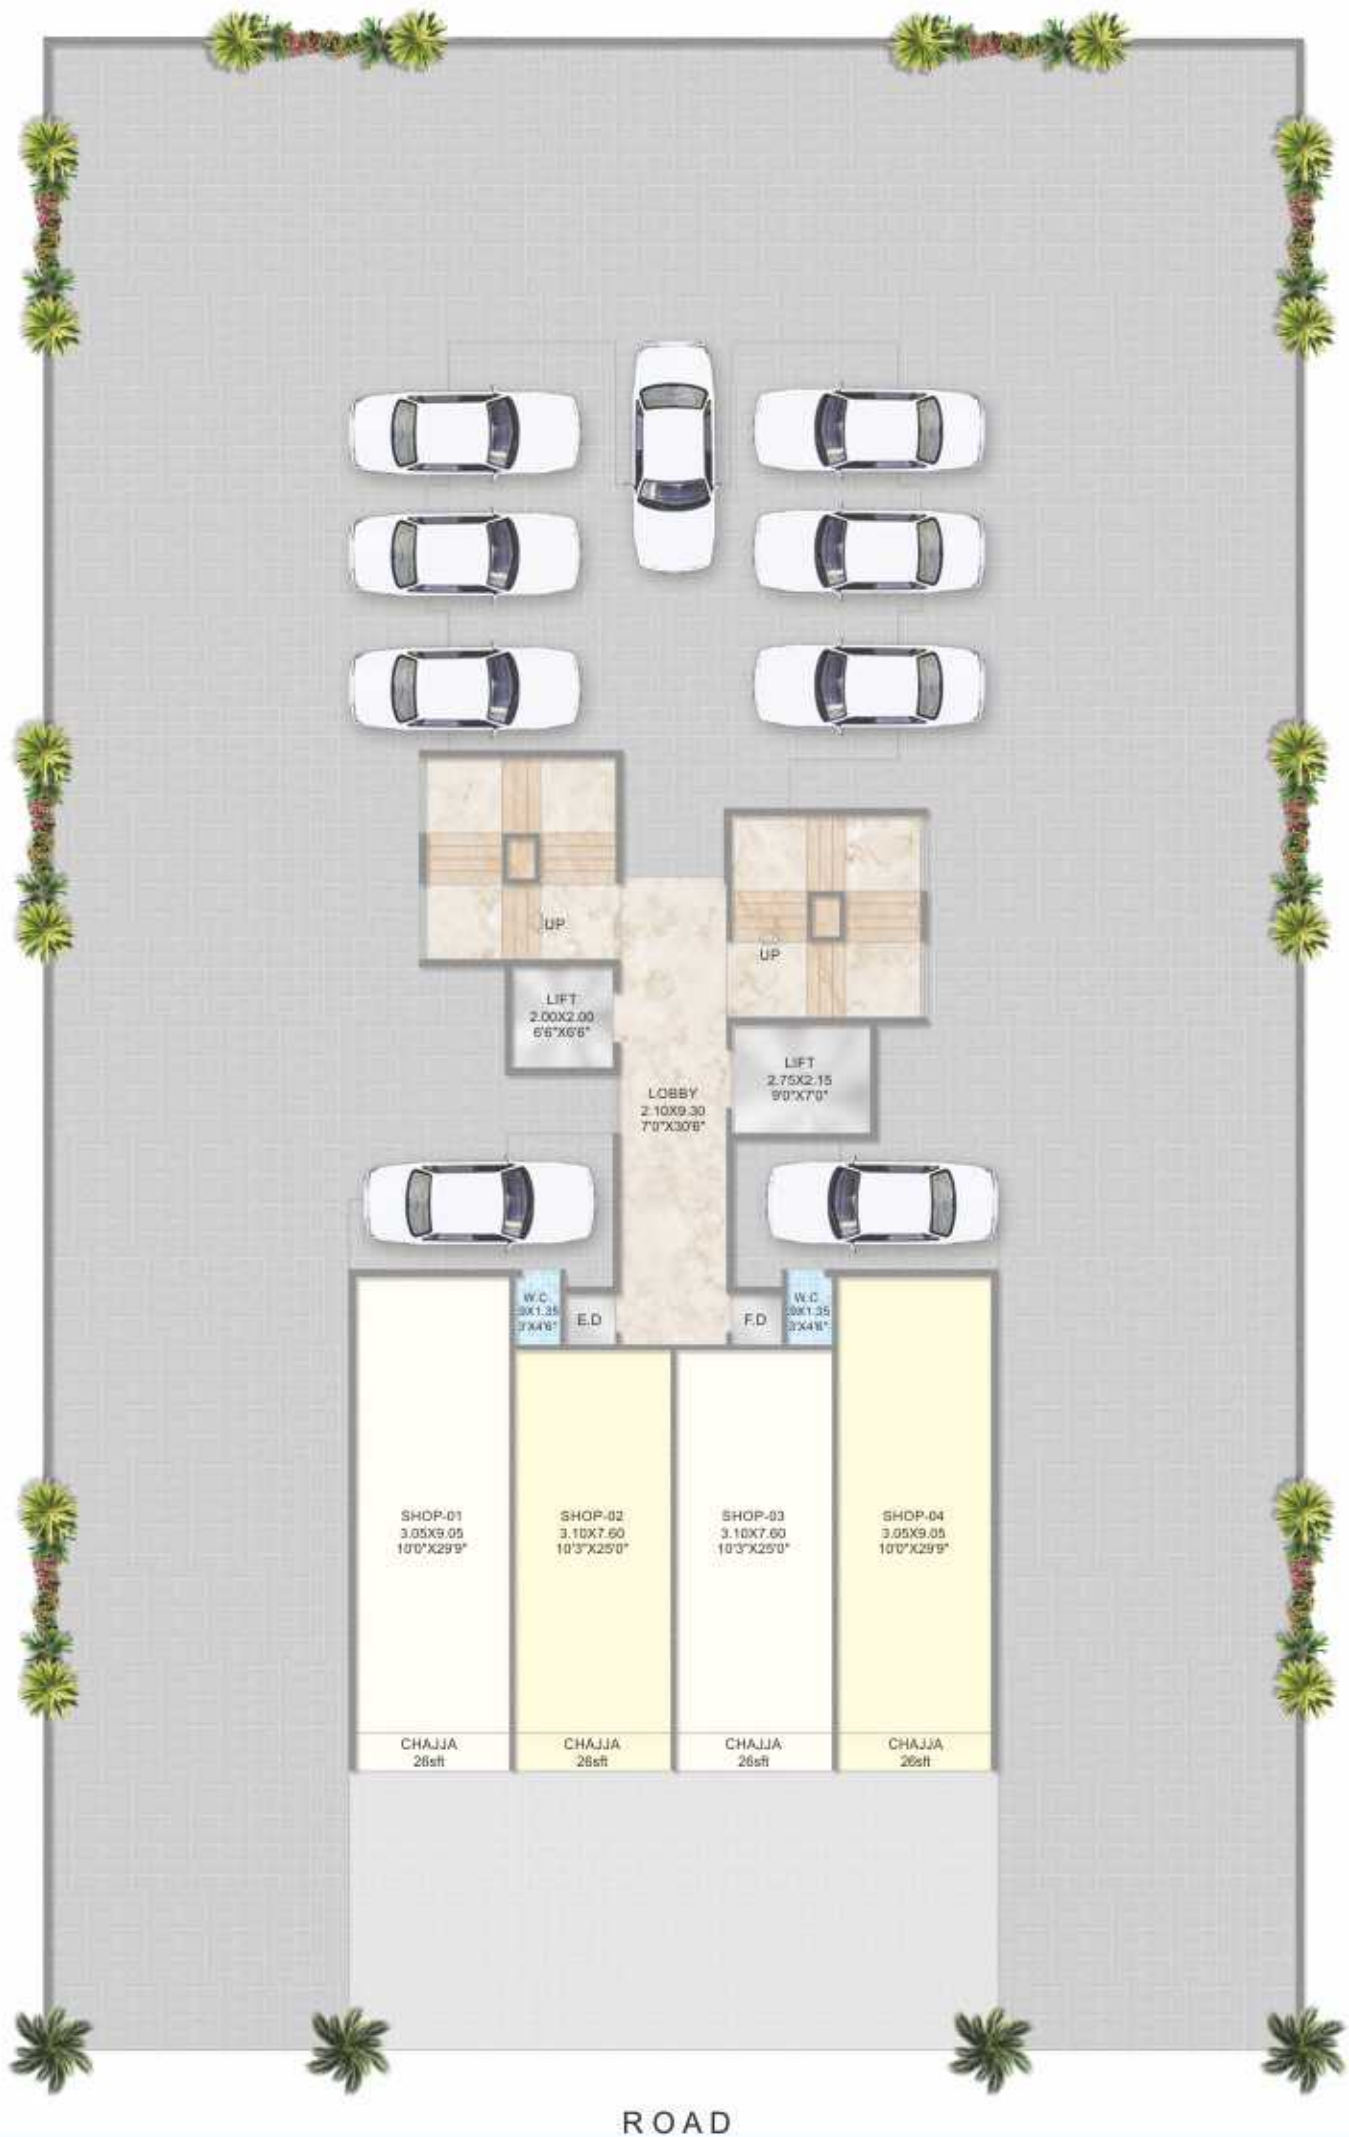 UP
UP
LIFT
2.00X2.00
6'6"X6'6"
LIFT
2.75X2.15
9'0"X7'0"
LOBBY
2.10X9.30
7'0"X30'6"
W.C
.9X1.35
3'X4'6"
E.D
F.D
W.C
.9X1.35
3'X4'6"
SHOP-01
3.05X9.05
10'0"X29'9"
SHOP-02
3.10X7.60
10'3"X25'0"
SHOP-03
3.10X7.60
10'3"X25'0"
SHOP-04
3.05X9.05
10'0"X29'9"
CHAJJA
26sft
CHAJJA
26sft
CHAJJA
26sft
CHAJJA
26sft
ROAD